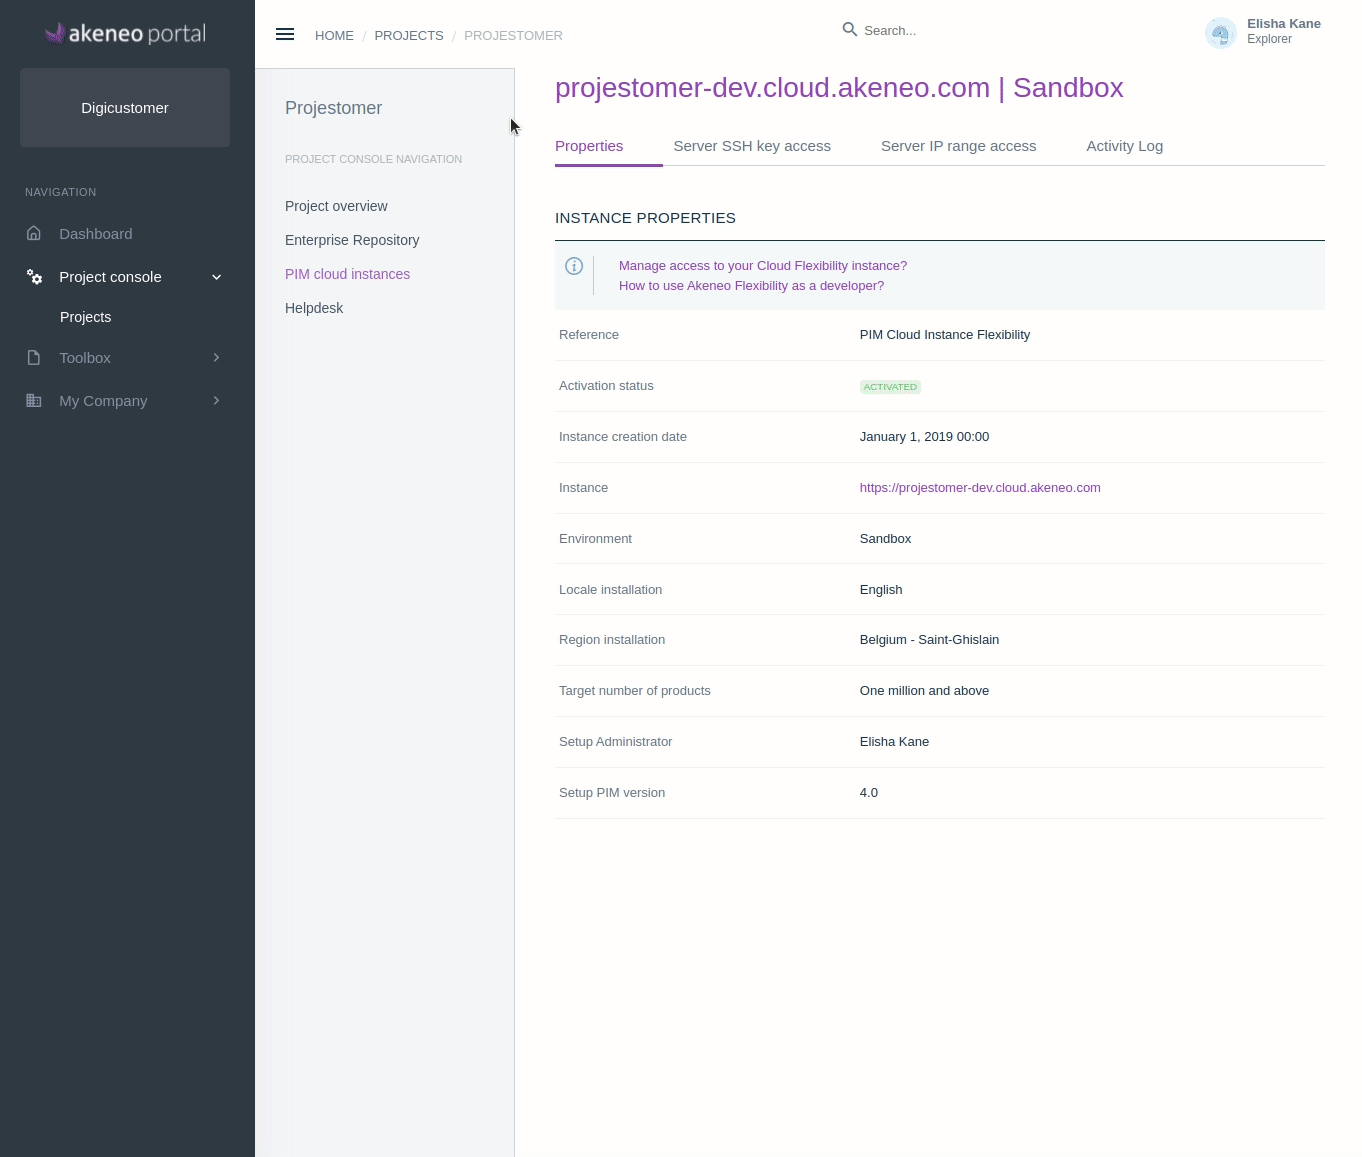 akeneo portal
Digicustomer
NAVIGATION
Dashboard
Project console
Projects
Toolbox
My Company
HOME / PROJECTS / PROJESTOMER
Search...
Elisha Kane
Explorer
Projestomer
PROJECT CONSOLE NAVIGATION
Project overview
Enterprise Repository
PIM cloud instances
Helpdesk
projestomer-dev.cloud.akeneo.com | Sandbox
Properties Server SSH key access Server IP range access Activity Log
INSTANCE PROPERTIES
Manage access to your Cloud Flexibility instance?
How to use Akeneo Flexibility as a developer?
Reference PIM Cloud Instance Flexibility
Activation status ACTIVATED
Instance creation date January 1, 2019 00:00
Instance https://projestomer-dev.cloud.akeneo.com
Environment Sandbox
Locale installation English
Region installation Belgium - Saint-Ghislain
Target number of products One million and above
Setup Administrator Elisha Kane
Setup PIM version 4.0